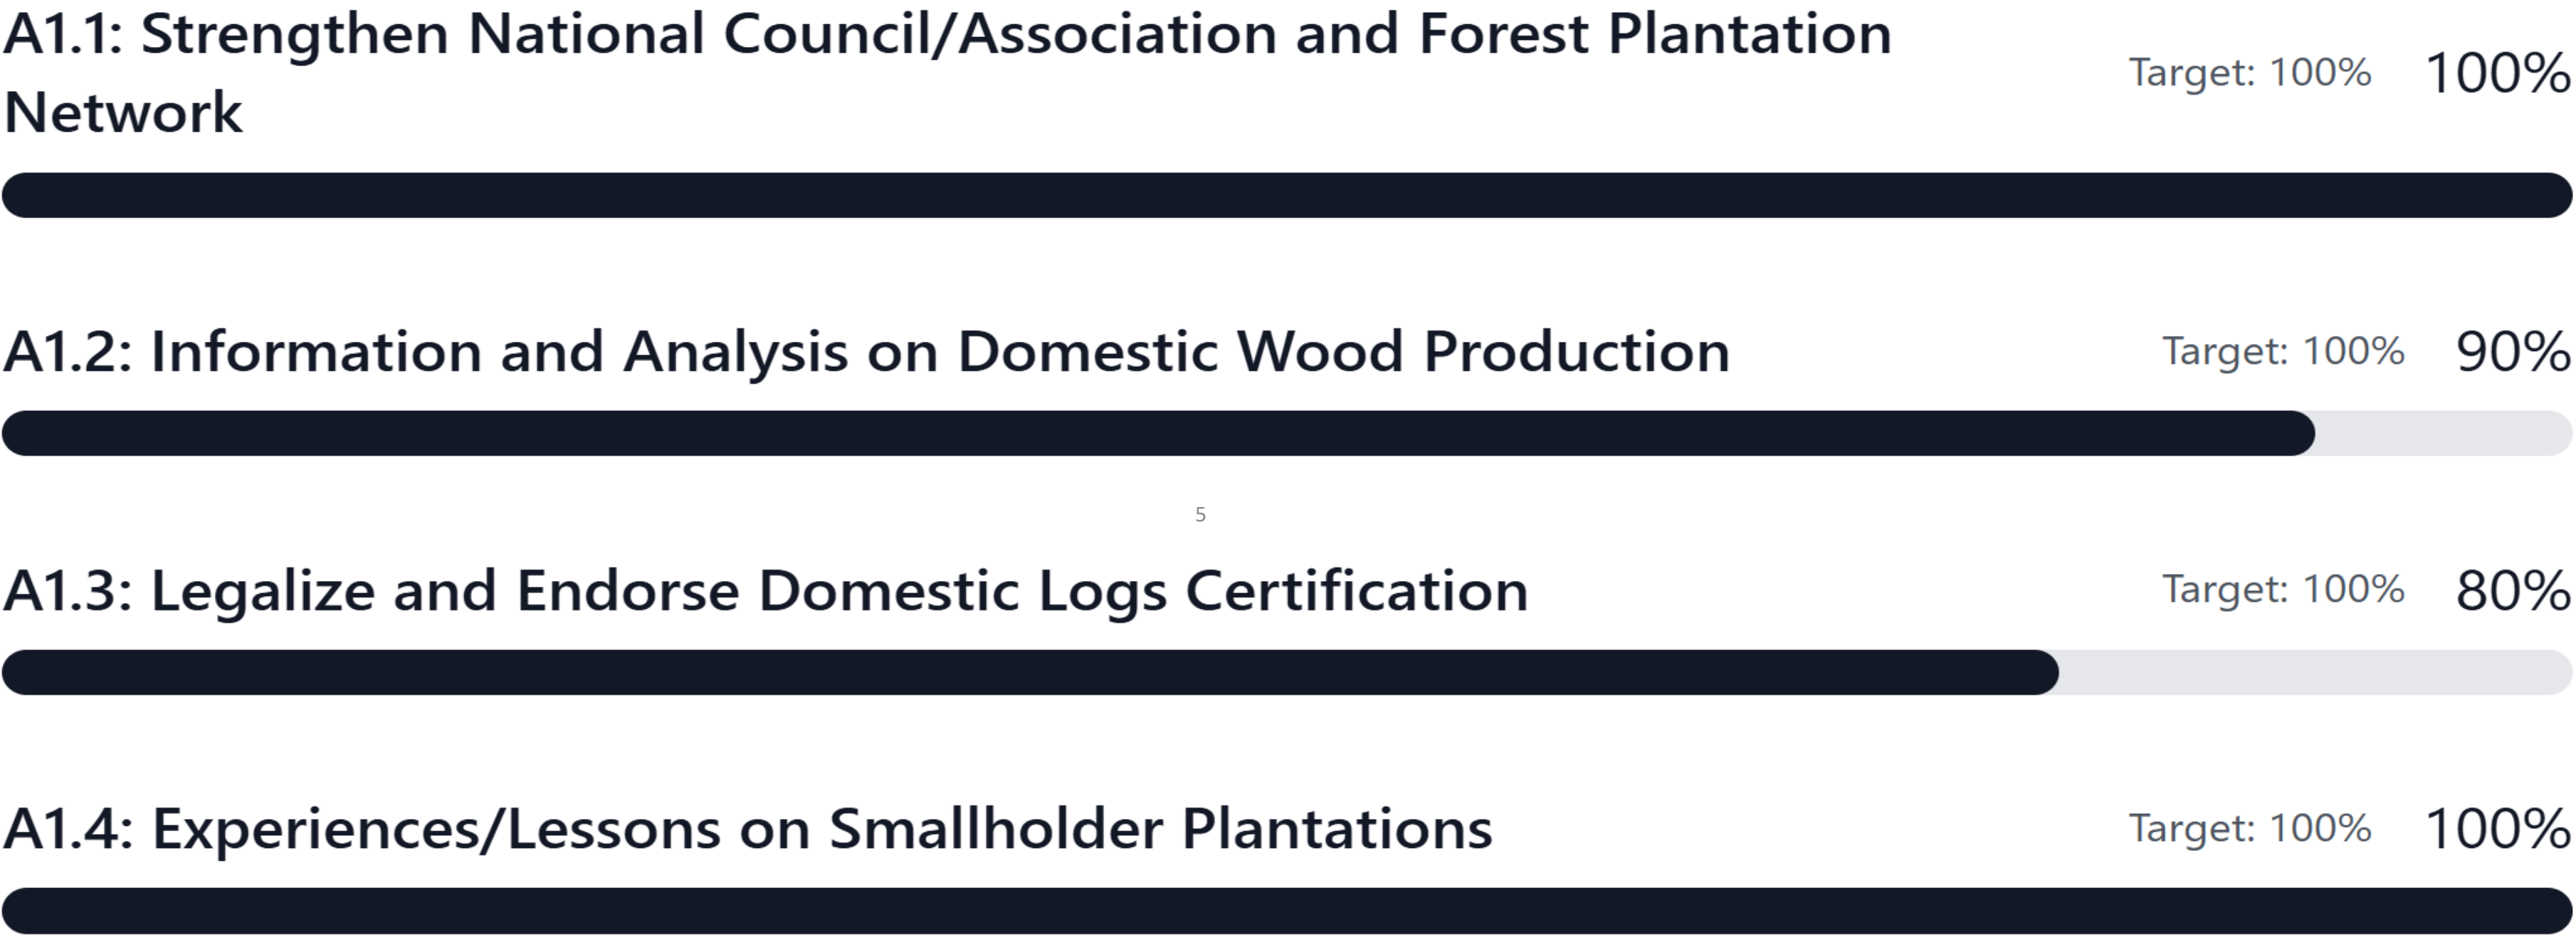 A1.1: Strengthen National Council/Association and Forest Plantation
Network
Target: 100% 100%
A1.2: Information and Analysis on Domestic Wood Production Target: 100% 90%
5
A1.3: Legalize and Endorse Domestic Logs Certification Target: 100% 80%
A1.4: Experiences/Lessons on Smallholder Plantations Target: 100% 100%